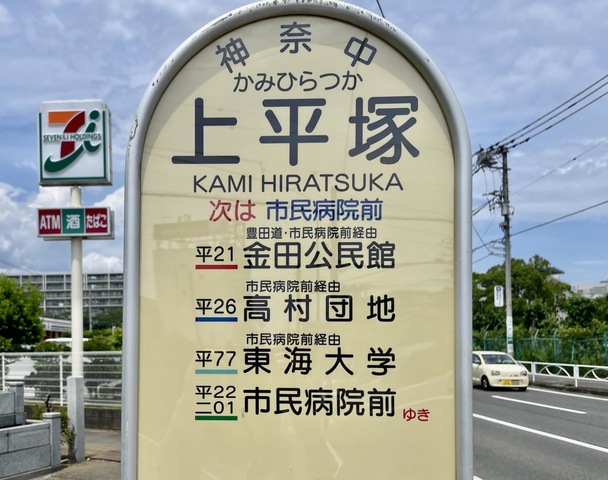 神奈中
かみひらつか
上平塚
KAMI HIRATSUKA
次は 市民病院前
豊田道・市民病院前経由
平21 金田公民館
市民病院前経由
平26 高村団地
市民病院前経由
平77 東海大学
平22
二01 市民病院前 ゆき
SEVEN & i HOLDINGS
ATM 酒 たばこ